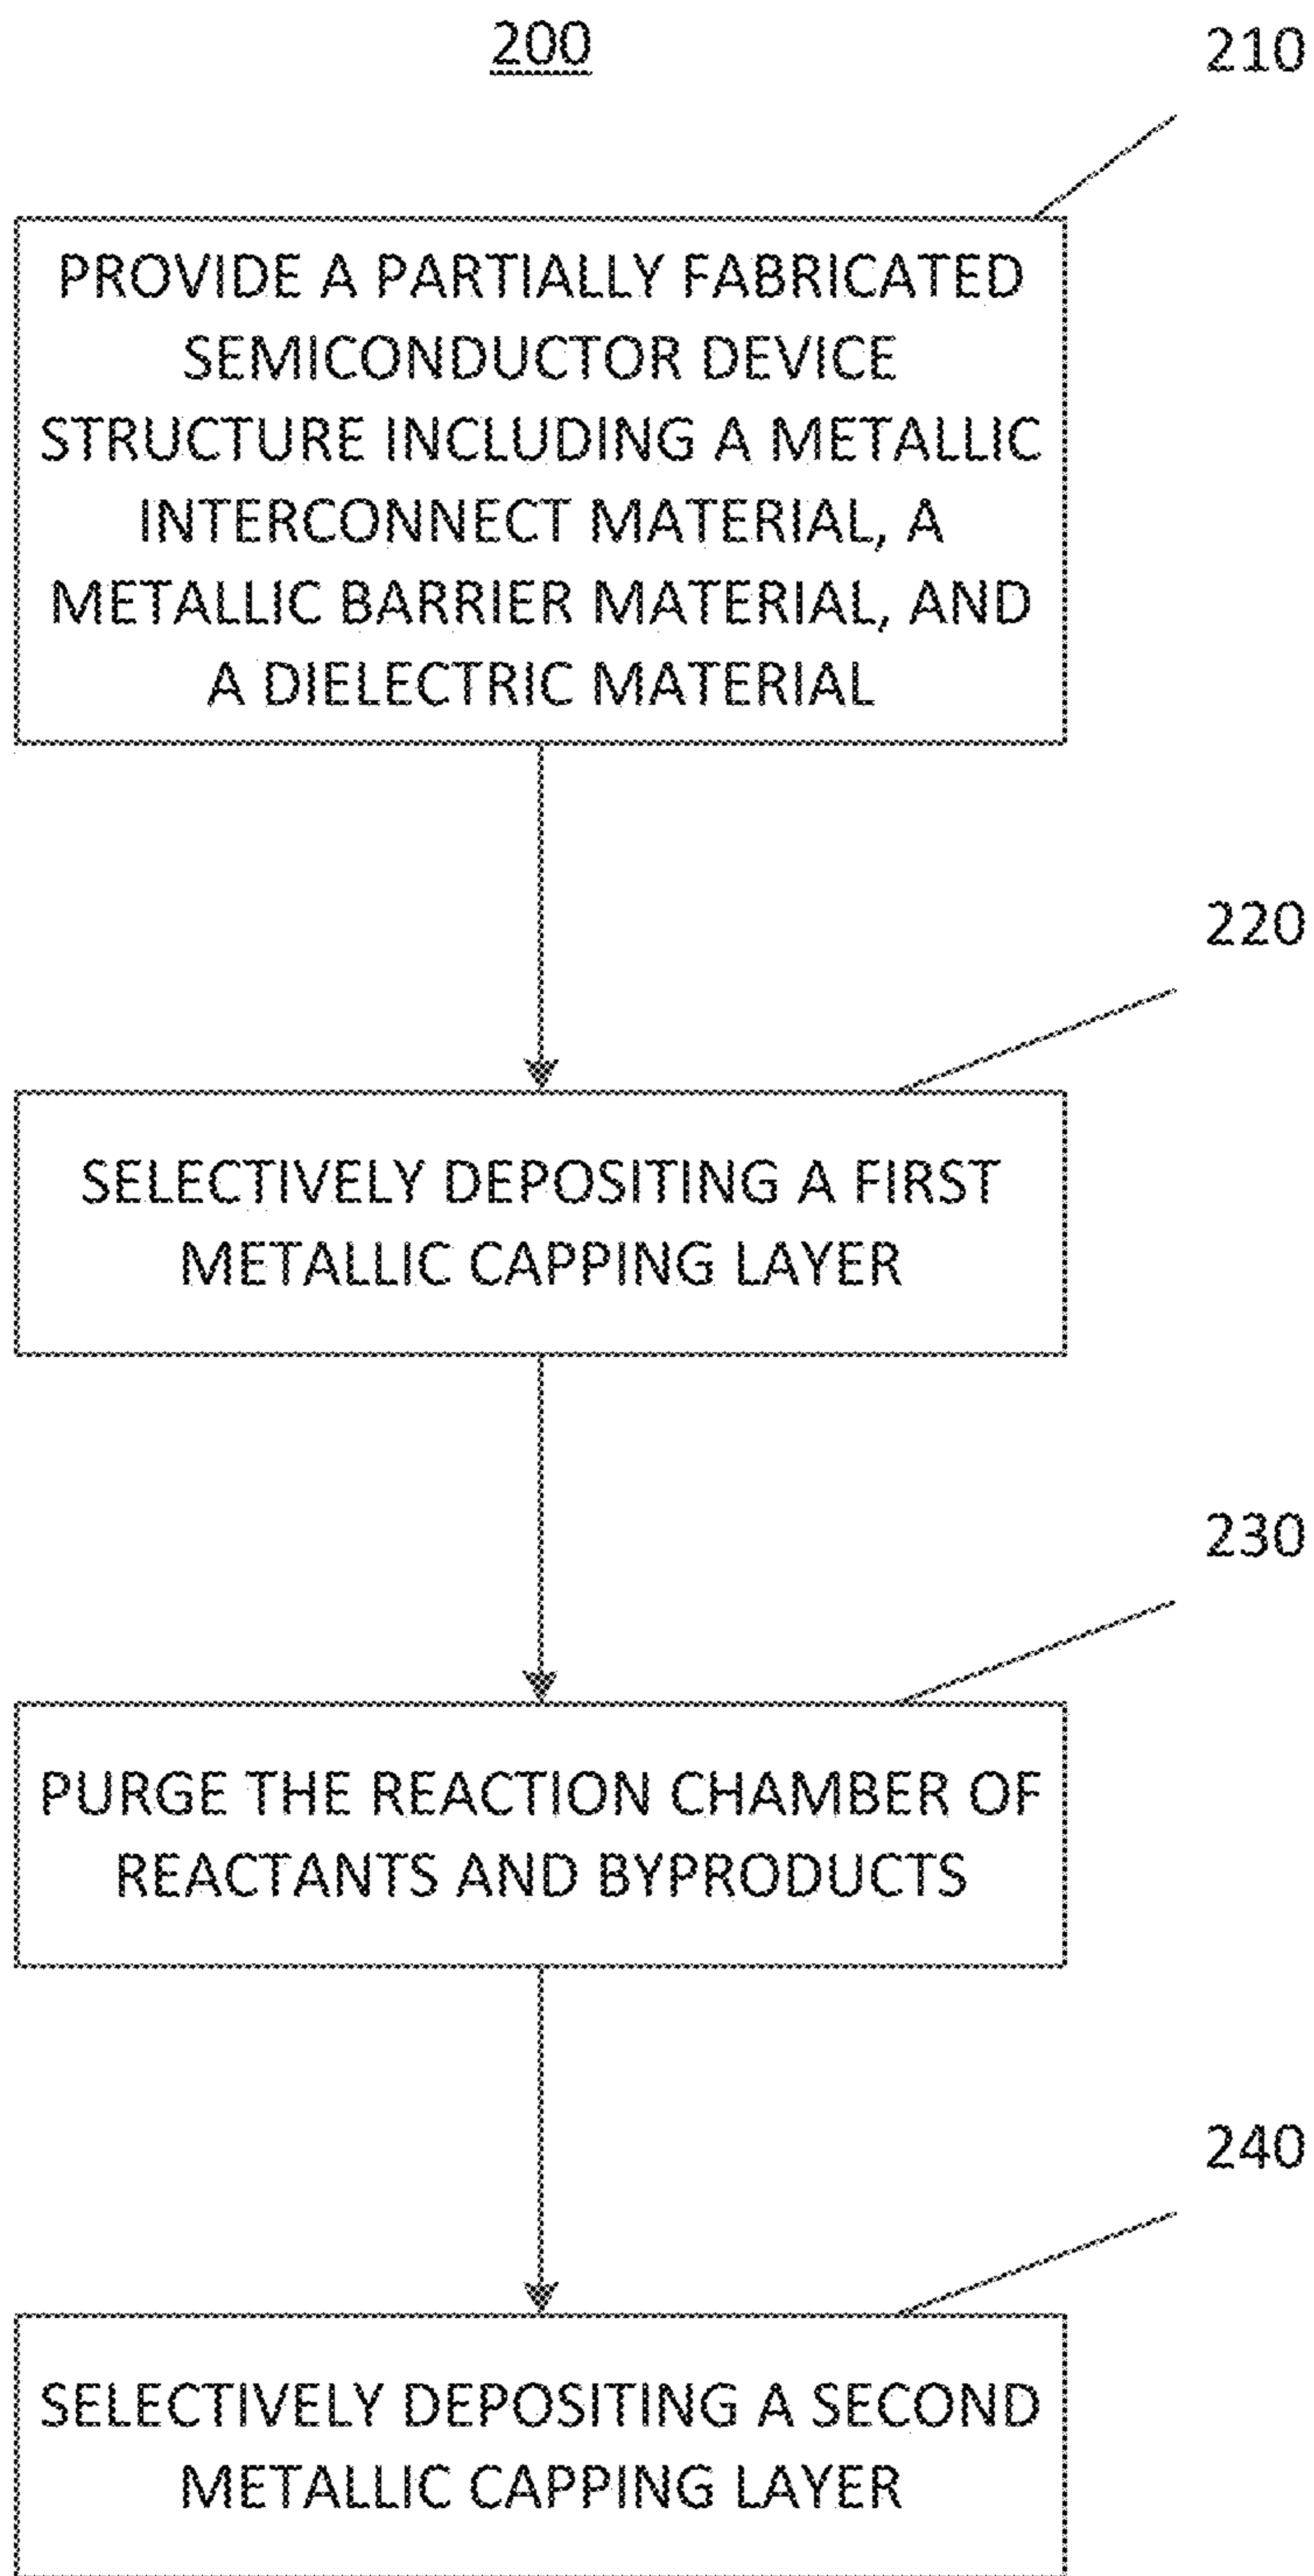 200
210
PROVIDE A PARTIALLY FABRICATED
SEMICONDUCTOR DEVICE
STRUCTURE INCLUDING A METALLIC
INTERCONNECT MATERIAL, A
METALLIC BARRIER MATERIAL, AND
A DIELECTRIC MATERIAL
220
SELECTIVELY DEPOSITING A FIRST
METALLIC CAPPING LAYER
230
PURGE THE REACTION CHAMBER OF
REACTANTS AND BYPRODUCTS
240
SELECTIVELY DEPOSITING A SECOND
METALLIC CAPPING LAYER